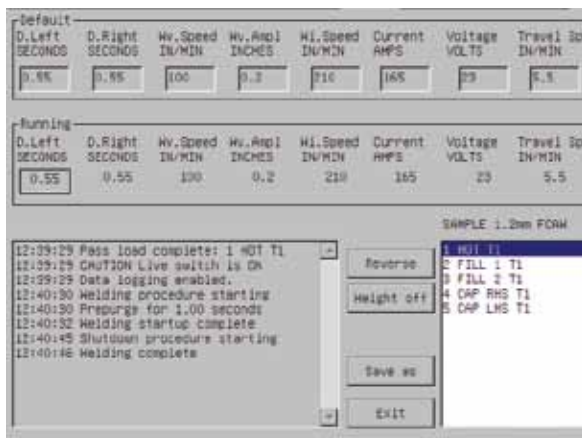 Default
D.Left D.Right Wv.Speed Wv.Ampl Wi.Speed Current Voltage Travel Sp
SECONDS SECONDS IN/MIN INCHES IN/MIN AMPS VOLTS IN/MIN
0.55 0.55 100 0.2 210 165 23 5.5
Running
D.Left D.Right Wv.Speed Wv.Ampl Wi.Speed Current Voltage Travel Sp
SECONDS SECONDS IN/MIN INCHES IN/MIN AMPS VOLTS IN/MIN
0.55 0.55 100 0.2 210 165 23 5.5
SAMPLE 1.2mm FCAW
12:39:29 Pass load complete: 1 HOT T1
12:39:29 CAUTION Live switch is ON
12:39:29 Data logging enabled.
12:40:30 Welding procedure starting
12:40:30 Prepurge for 1.00 seconds
12:40:32 Welding startup complete
12:40:45 Shutdown procedure starting
12:40:46 Welding complete
Reverse
Height off
Save as
Exit
1 HOT T1
2 FILL 1 T1
3 FILL 2 T1
4 CAP RHS T1
5 CAP LHS T1